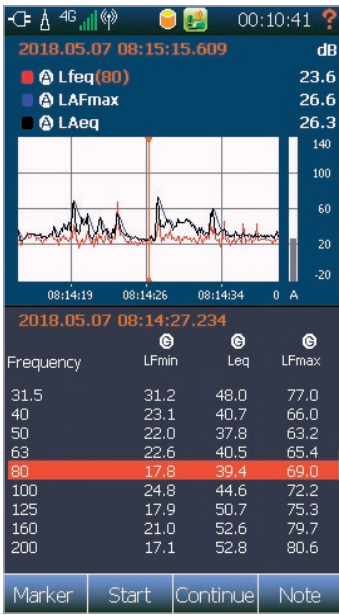 4G 00:10:41 ?
2018.05.07 08:15:15.609 dB
A Lfeq(80) 23.6
A LAFmax 26.6
A LAeq 26.3
140
100
60
20
-20
08:14:19 08:14:26 08:14:34 0 A
2018.05.07 08:14:27.234
G G G
Frequency LFmin Leq LFmax
31.5 31.2 48.0 77.0
40 23.1 40.7 66.0
50 22.0 37.8 63.2
63 22.6 40.5 65.4
80 17.8 39.4 69.0
100 24.8 44.6 72.2
125 17.9 50.7 75.3
160 21.0 52.6 79.7
200 17.1 52.8 80.6
Marker Start Continue Note